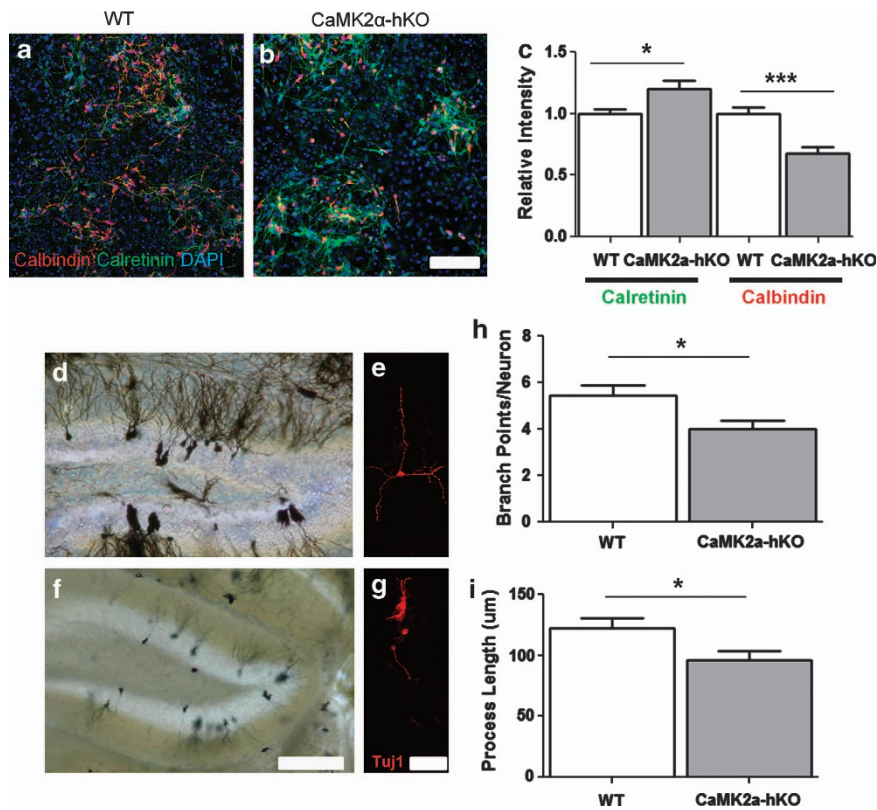 WT
CaMK2α-hKO
a
b
Calbindin Calretinin DAPI
c
Relative Intensity
1.5
1.0
0.5
0.0
*
***
WT CaMK2a-hKO WT CaMK2a-hKO
Calretinin Calbindin
d
e
f
g
Tuj1
h
Branch Points/Neuron
8
6
4
2
0
*
WT CaMK2a-hKO
i
Process Length (um)
200
150
100
50
0
*
WT CaMK2a-hKO